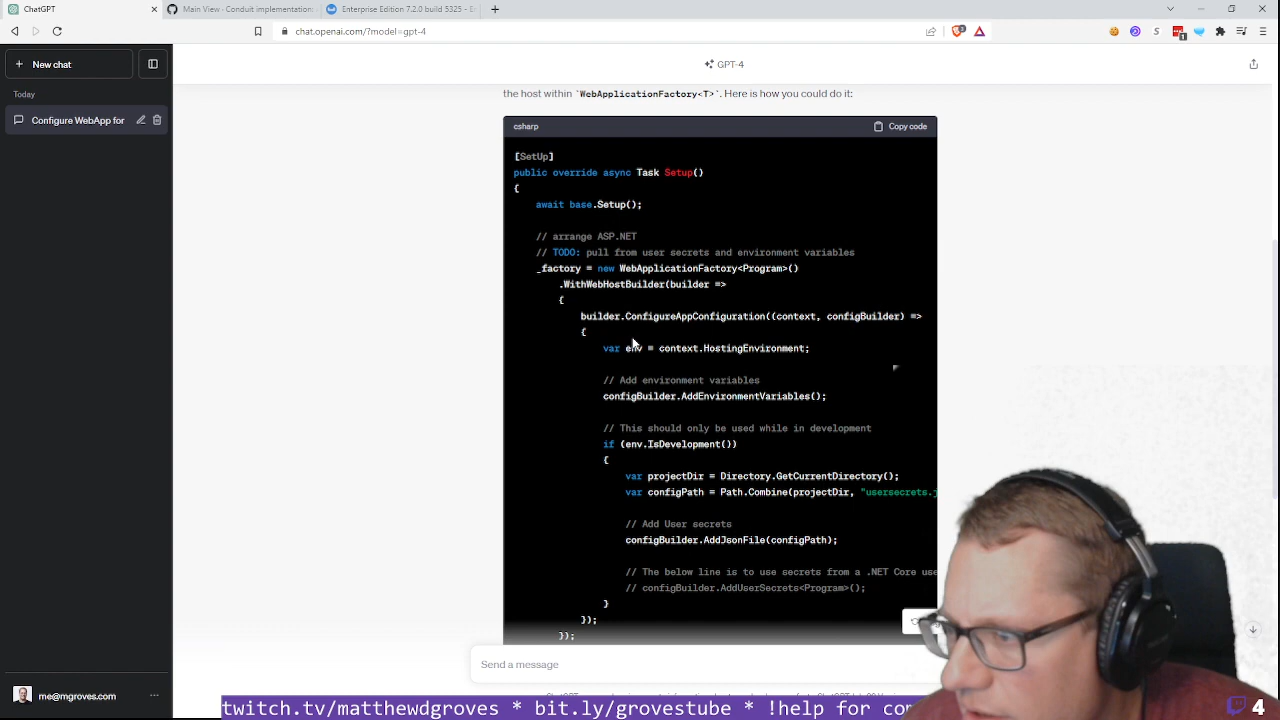 ChatGPT
Main View - Conduit implementation:
Enterprise Edition 7.2.0 build 5325 - E
chat.openai.com/?model=gpt-4
New chat
GPT-4
Today
Configure WebApp for
the host within `WebApplicationFactory<T>`. Here is how you could do it:
csharp
Copy code
[SetUp]
public override async Task Setup()
{
await base.Setup();
// arrange ASP.NET
// TODO: pull from user secrets and environment variables
_factory = new WebApplicationFactory<Program>()
.WithWebHostBuilder(builder =>
{
builder.ConfigureAppConfiguration((context, configBuilder) =>
{
var env = context.HostingEnvironment;
// Add environment variables
configBuilder.AddEnvironmentVariables();
// This should only be used while in development
if (env.IsDevelopment())
{
var projectDir = Directory.GetCurrentDirectory();
var configPath = Path.Combine(projectDir, "usersecrets.j
// Add User secrets
configBuilder.AddJsonFile(configPath);
// The below line is to use secrets from a .NET Core use
// configBuilder.AddUserSecrets<Program>();
}
});
});
Send a message
me@mgroves.com
twitch.tv/matthewdgroves * bit.ly/grovestube * !help for com
4